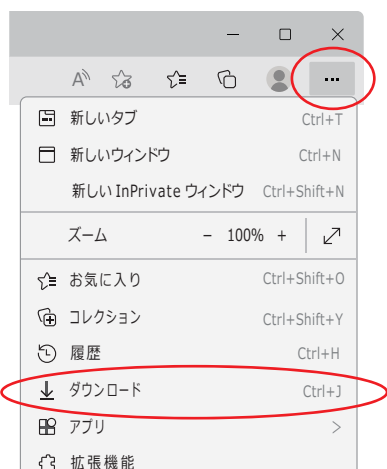 新しいタブ Ctrl+T
新しいウィンドウ Ctrl+N
新しい InPrivate ウィンドウ Ctrl+Shift+N
ズーム － 100% +
お気に入り Ctrl+Shift+O
コレクション Ctrl+Shift+Y
履歴 Ctrl+H
ダウンロード Ctrl+J
アプリ >
拡張機能